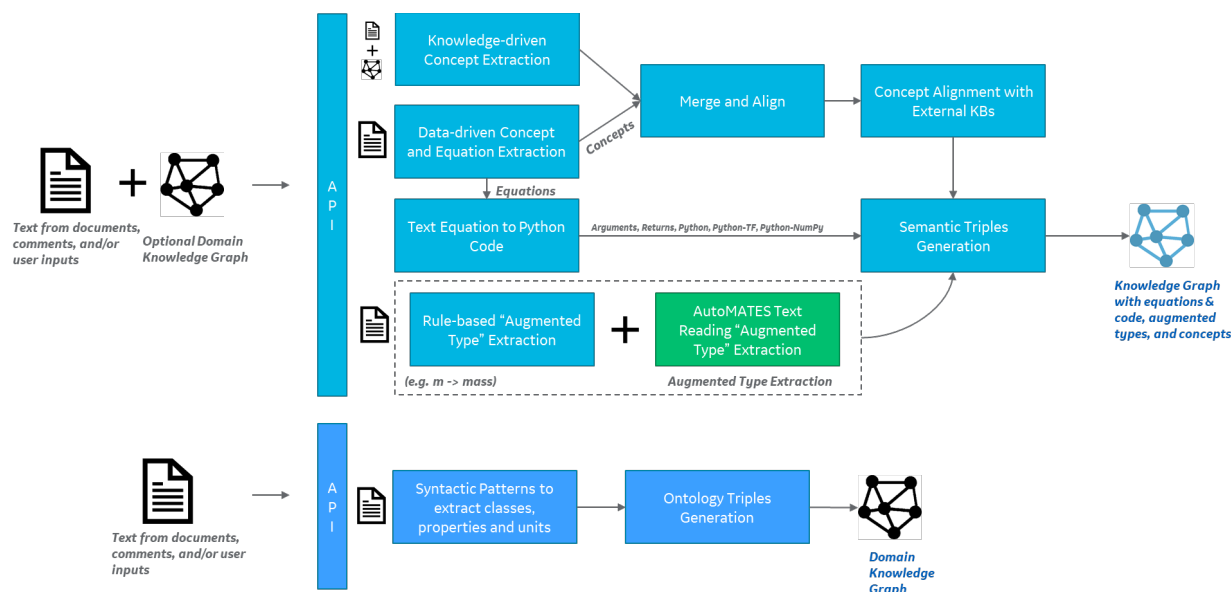 Text from documents,
comments, and/or
user inputs
Optional Domain
Knowledge Graph
A
P
I
+
Knowledge-driven
Concept Extraction
Data-driven Concept
and Equation Extraction
Concepts
Equations
Merge and Align
Concept Alignment with
External KBs
Text Equation to Python
Code
Arguments, Returns, Python, Python-TF, Python-NumPy
Semantic Triples
Generation
Knowledge Graph
with equations &
code, augmented
types, and concepts
Rule-based “Augmented
Type” Extraction
+
AutoMATES Text
Reading “Augmented
Type” Extraction
(e.g. m -> mass)
Augmented Type Extraction
Text from documents,
comments, and/or user
inputs
A
P
I
Syntactic Patterns to
extract classes,
properties and units
Ontology Triples
Generation
Domain
Knowledge
Graph